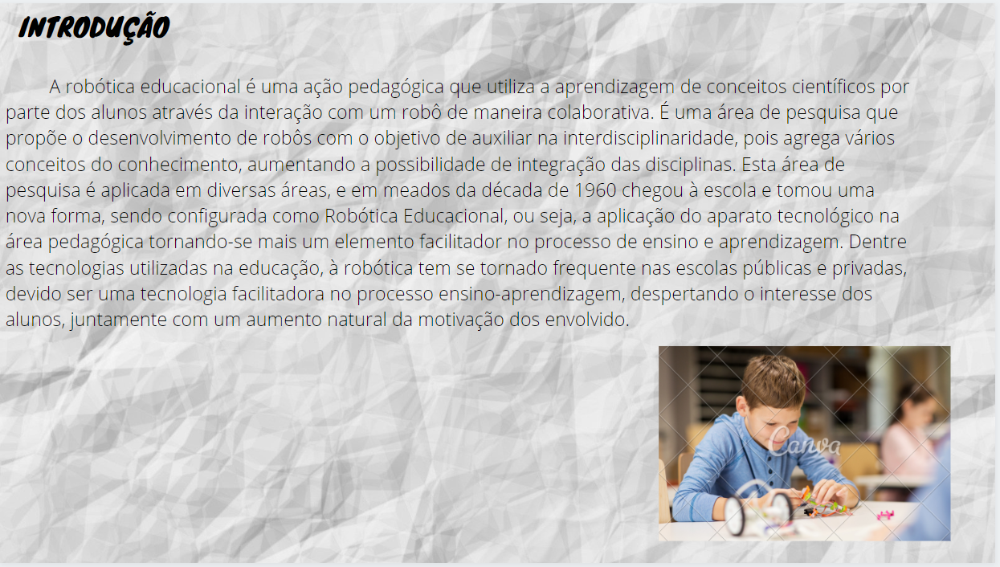 INTRODUÇÃO
A robótica educacional é uma ação pedagógica que utiliza a aprendizagem de conceitos científicos por
parte dos alunos através da interação com um robô de maneira colaborativa. É uma área de pesquisa que
propõe o desenvolvimento de robôs com o objetivo de auxiliar na interdisciplinaridade, pois agrega vários
conceitos do conhecimento, aumentando a possibilidade de integração das disciplinas. Esta área de
pesquisa é aplicada em diversas áreas, e em meados da década de 1960 chegou à escola e tomou uma
nova forma, sendo configurada como Robótica Educacional, ou seja, a aplicação do aparato tecnológico na
área pedagógica tornando-se mais um elemento facilitador no processo de ensino e aprendizagem. Dentre
as tecnologias utilizadas na educação, à robótica tem se tornado frequente nas escolas públicas e privadas,
devido ser uma tecnologia facilitadora no processo ensino-aprendizagem, despertando o interesse dos
alunos, juntamente com um aumento natural da motivação dos envolvido.
Canva